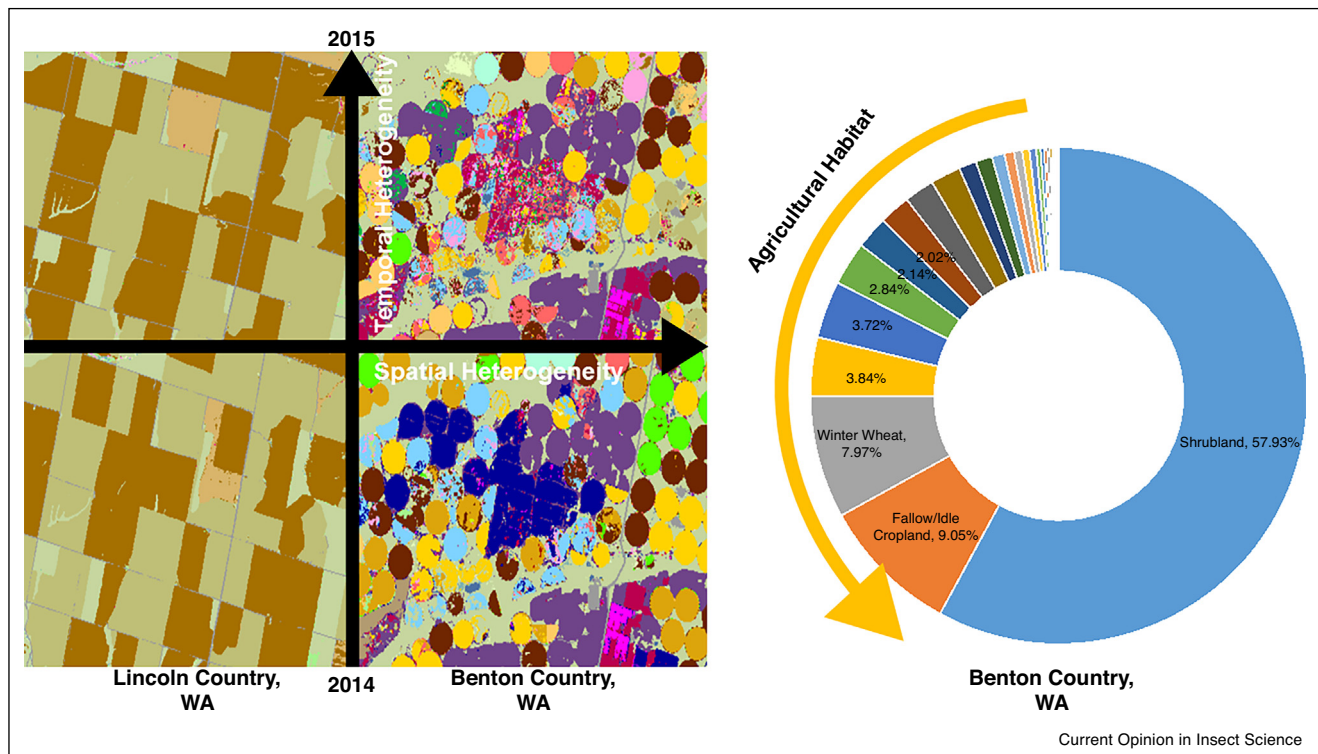 2015
Temporal Heterogeneity
Spatial Heterogeneity
Lincoln Country,
WA
2014
Benton Country,
WA
Agricultural Habitat
2.02%
2.14%
2.84%
3.72%
3.84%
Winter Wheat,
7.97%
Fallow/Idle
Cropland, 9.05%
Shrubland, 57.93%
Benton Country,
WA
Current Opinion in Insect Science